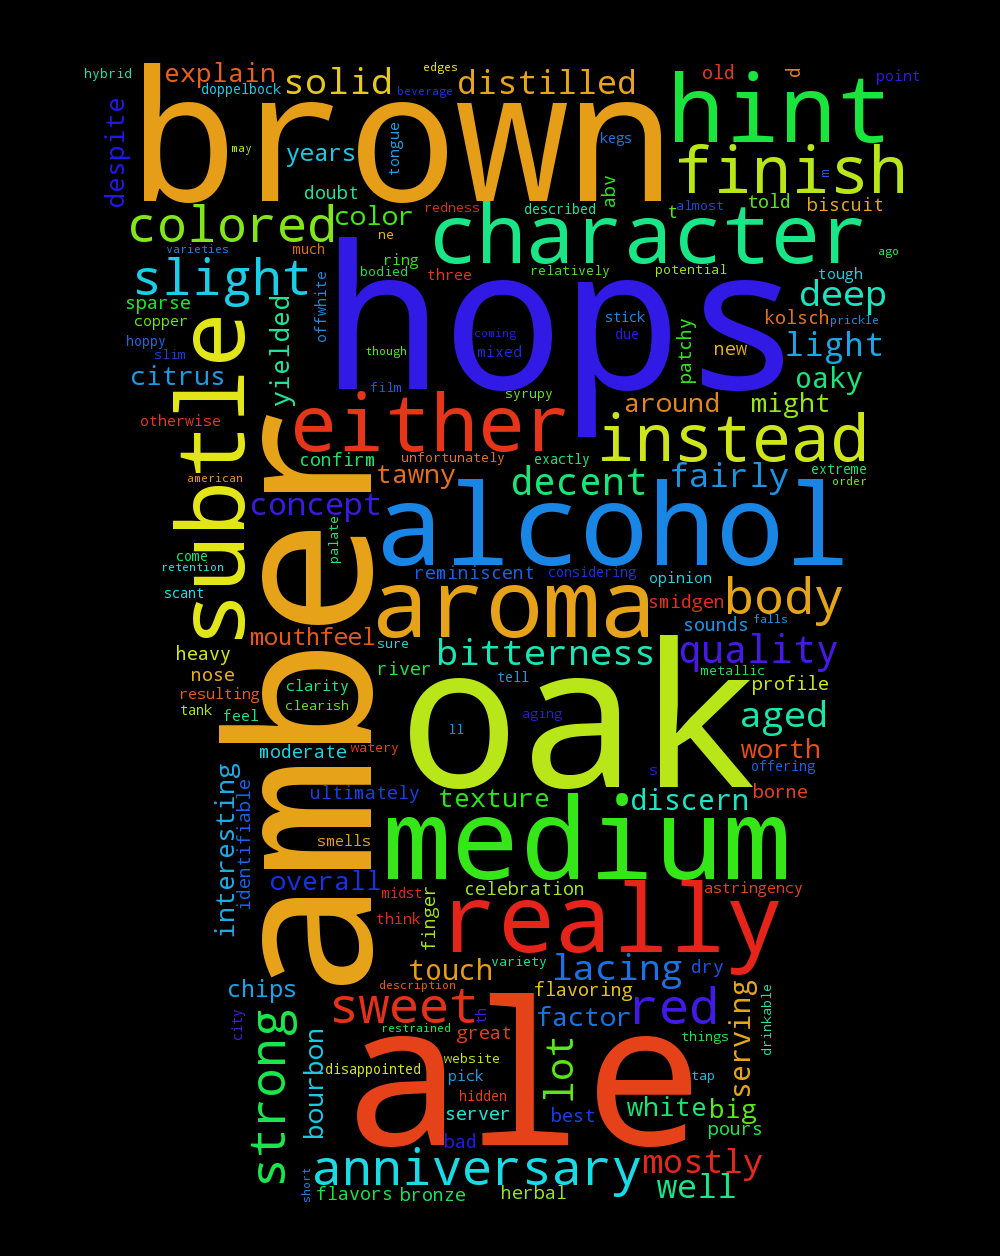 edges
hybrid
explain
solid
distilled
old
d
point
doppelbock
beverage
brown
hint
despite
may
years
tongue
kegs
finish
doubt
abv
m
colored
color
redness
described
t
almost
told
biscuit
character
varieties
much
ne
ring
ago
slight
bodied
three
relatively
potential
tough
deep
sparse
copper
yielded
offwhite
hops
stick
kolsch
prickle
hoppy
slim
coming
due
mixed
patchy
new
light
though
citrus
film
syrupy
oaky
subtle
otherwise
either
around
might
instead
confirm
unfortunately
exactly
american
tawny
decent
fairly
extreme
order
concept
alcohol
palate
come
retention
reminiscent
considering
opinion
scant
amber
aroma
smidgen
body
mouthfeel
sure
sounds
falls
heavy
bitterness
quality
nose
river
tell
metallic
resulting
clarity
profile
tank
feel
clearish
oak
aging
ll
aged
moderate
watery
worth
s
offering
interesting
identifiable
ultimately
texture
discern
borne
smells
medium
overall
midst
celebration
astringency
think
finger
really
touch
variety
lacing
dry
chips
description
flavoring
sweet
th
factor
red
serving
drinkable
city
restrained
great
things
strong
bourbon
ale
website
lot
disappointed
pick
tap
hidden
server
best
white
big
bad
pours
anniversary
mostly
short
flavors
bronze
herbal
well